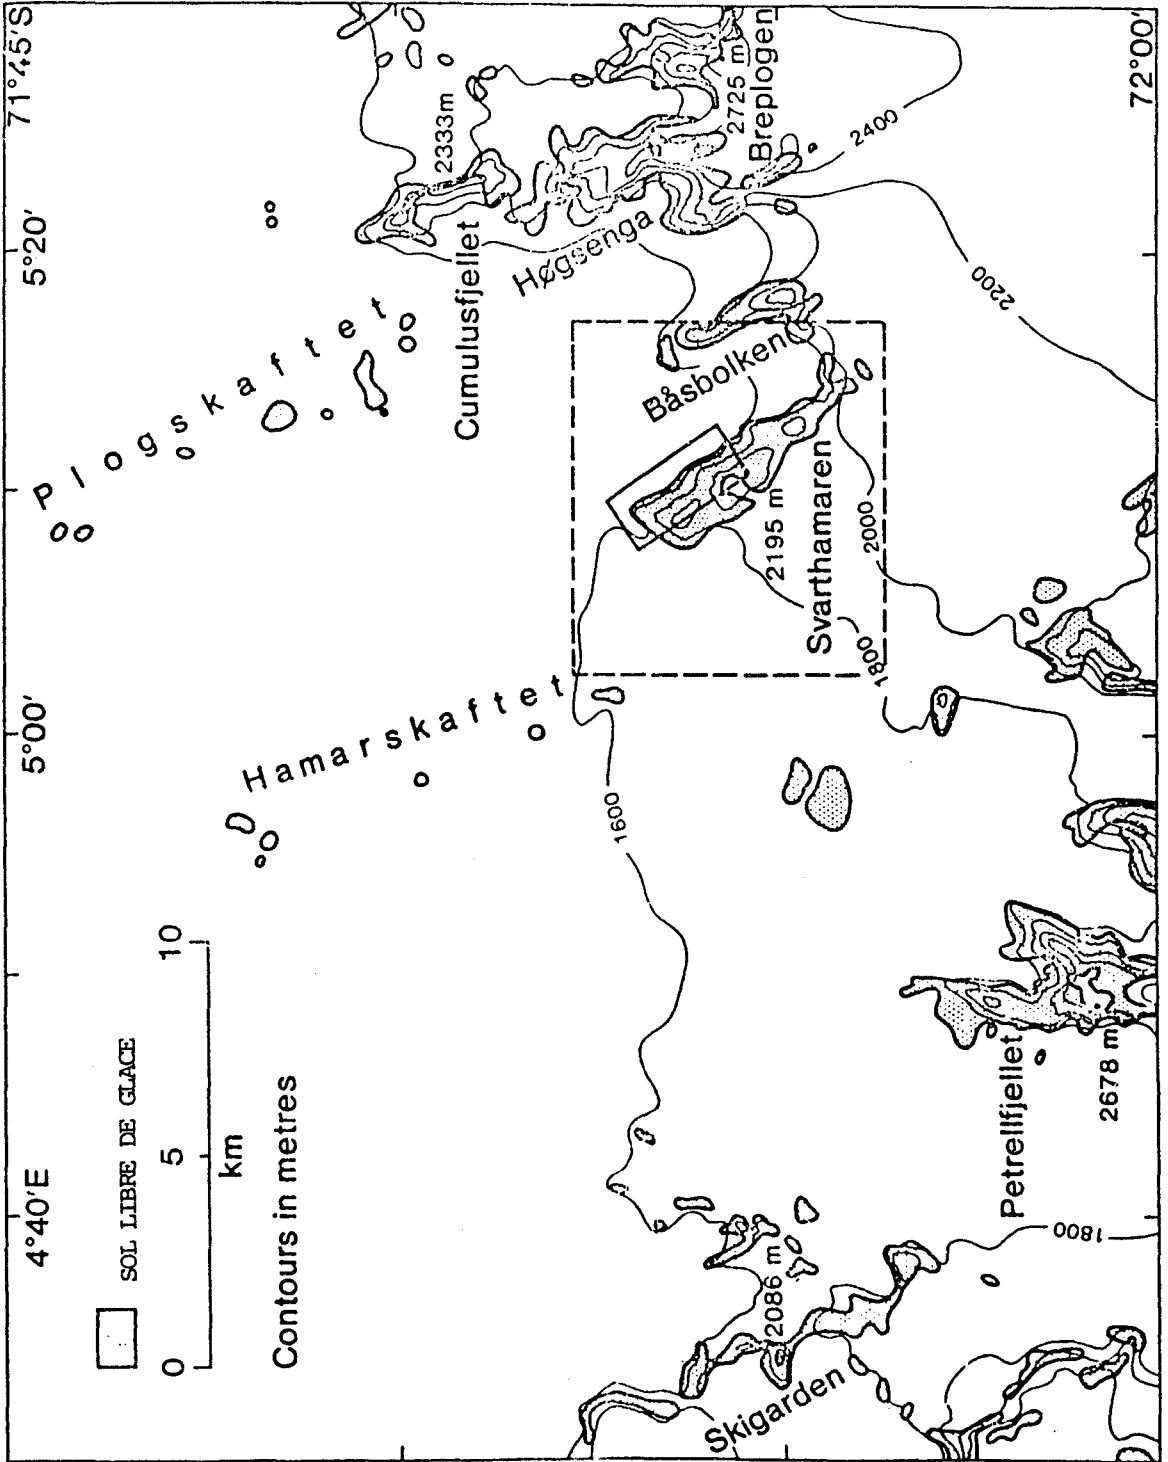 4°40'E
5°00'
5°20'
71°45'S
SOL LIBRE DE GLACE
0 5 10
km
Contours in metres
Plogskaftet
Hamarskaftet
2333m
Cumulusfjellet
Høgsenga
2725 m
Breplogen
2400
2200
Båsbolken
2195 m
Svarthamaren
2000
1800
1600
Petrellfjellet
2678 m
2086 m
Skigarden
1800
72°00'